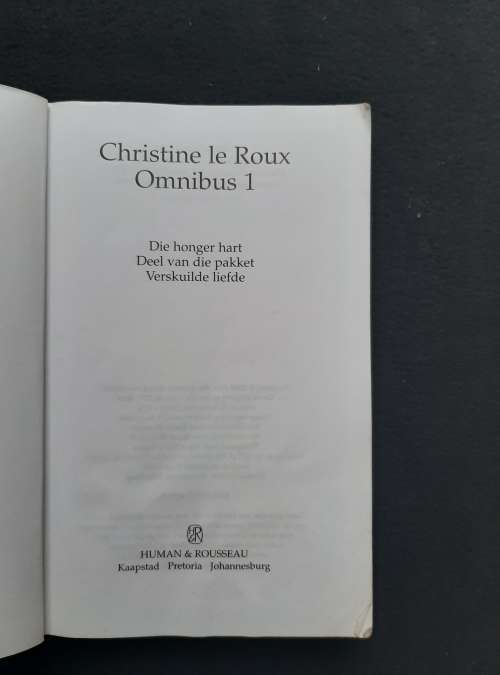 Christine le Roux
Omnibus 1
Die honger hart
Deel van die pakket
Verskuilde liefde
HUMAN & ROUSSEAU
Kaapstad Pretoria Johannesburg